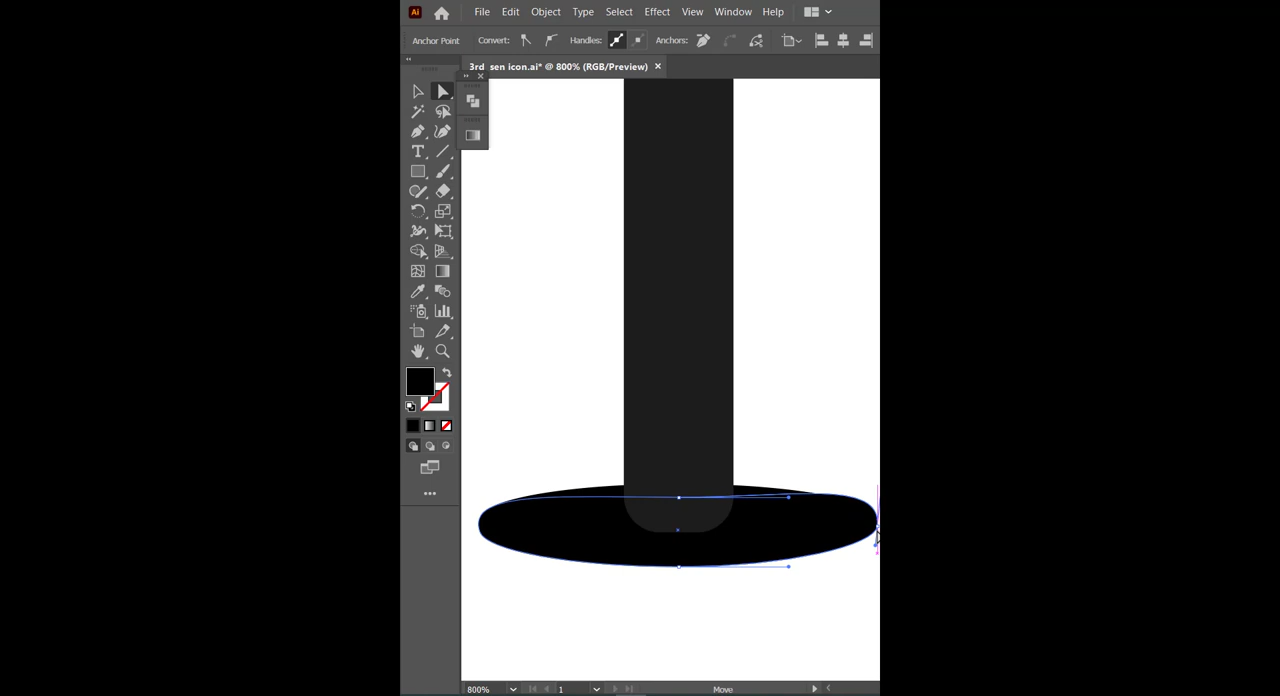 Ai File Edit Object Type Select Effect View Window Help
Anchor Point Convert: Handles: Anchors:
3rd sen icon.ai* @ 800% (RGB/Preview) ×
T
800% 1 Move